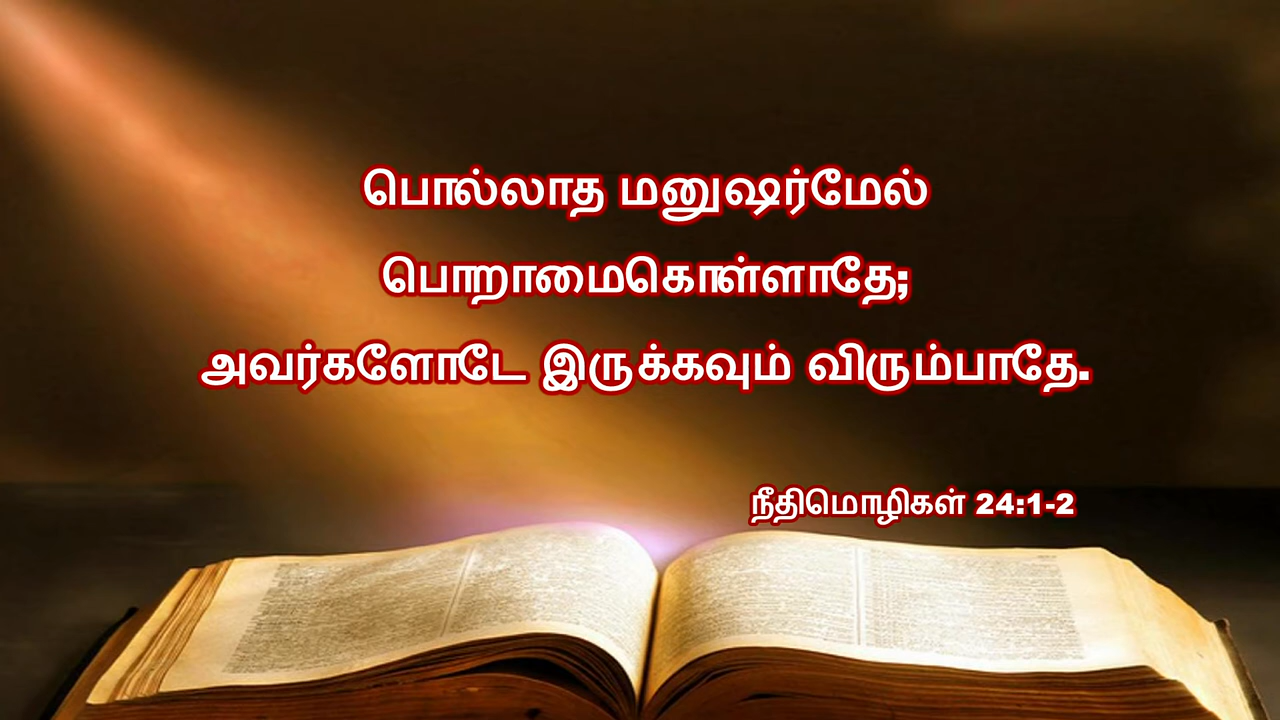 பொல்லாத மனுஷர்மேல்
பொறாமைகொள்ளாதே;
அவர்களோடே இருக்கவும் விரும்பாதே.
நீதிமொழிகள் 24:1-2